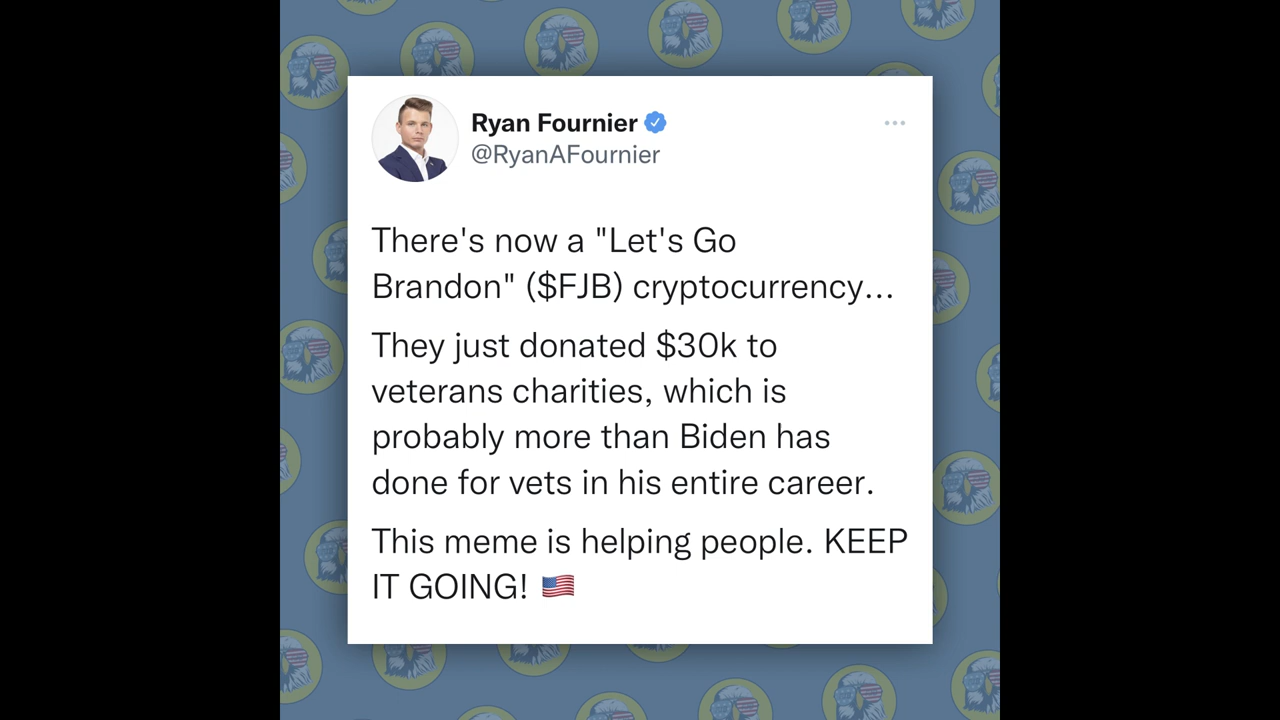 Ryan Fournier
@RyanAFournier
There's now a "Let's Go
Brandon" ($FJB) cryptocurrency...
They just donated $30k to
veterans charities, which is
probably more than Biden has
done for vets in his entire career.
This meme is helping people. KEEP
IT GOING! 🇺🇸